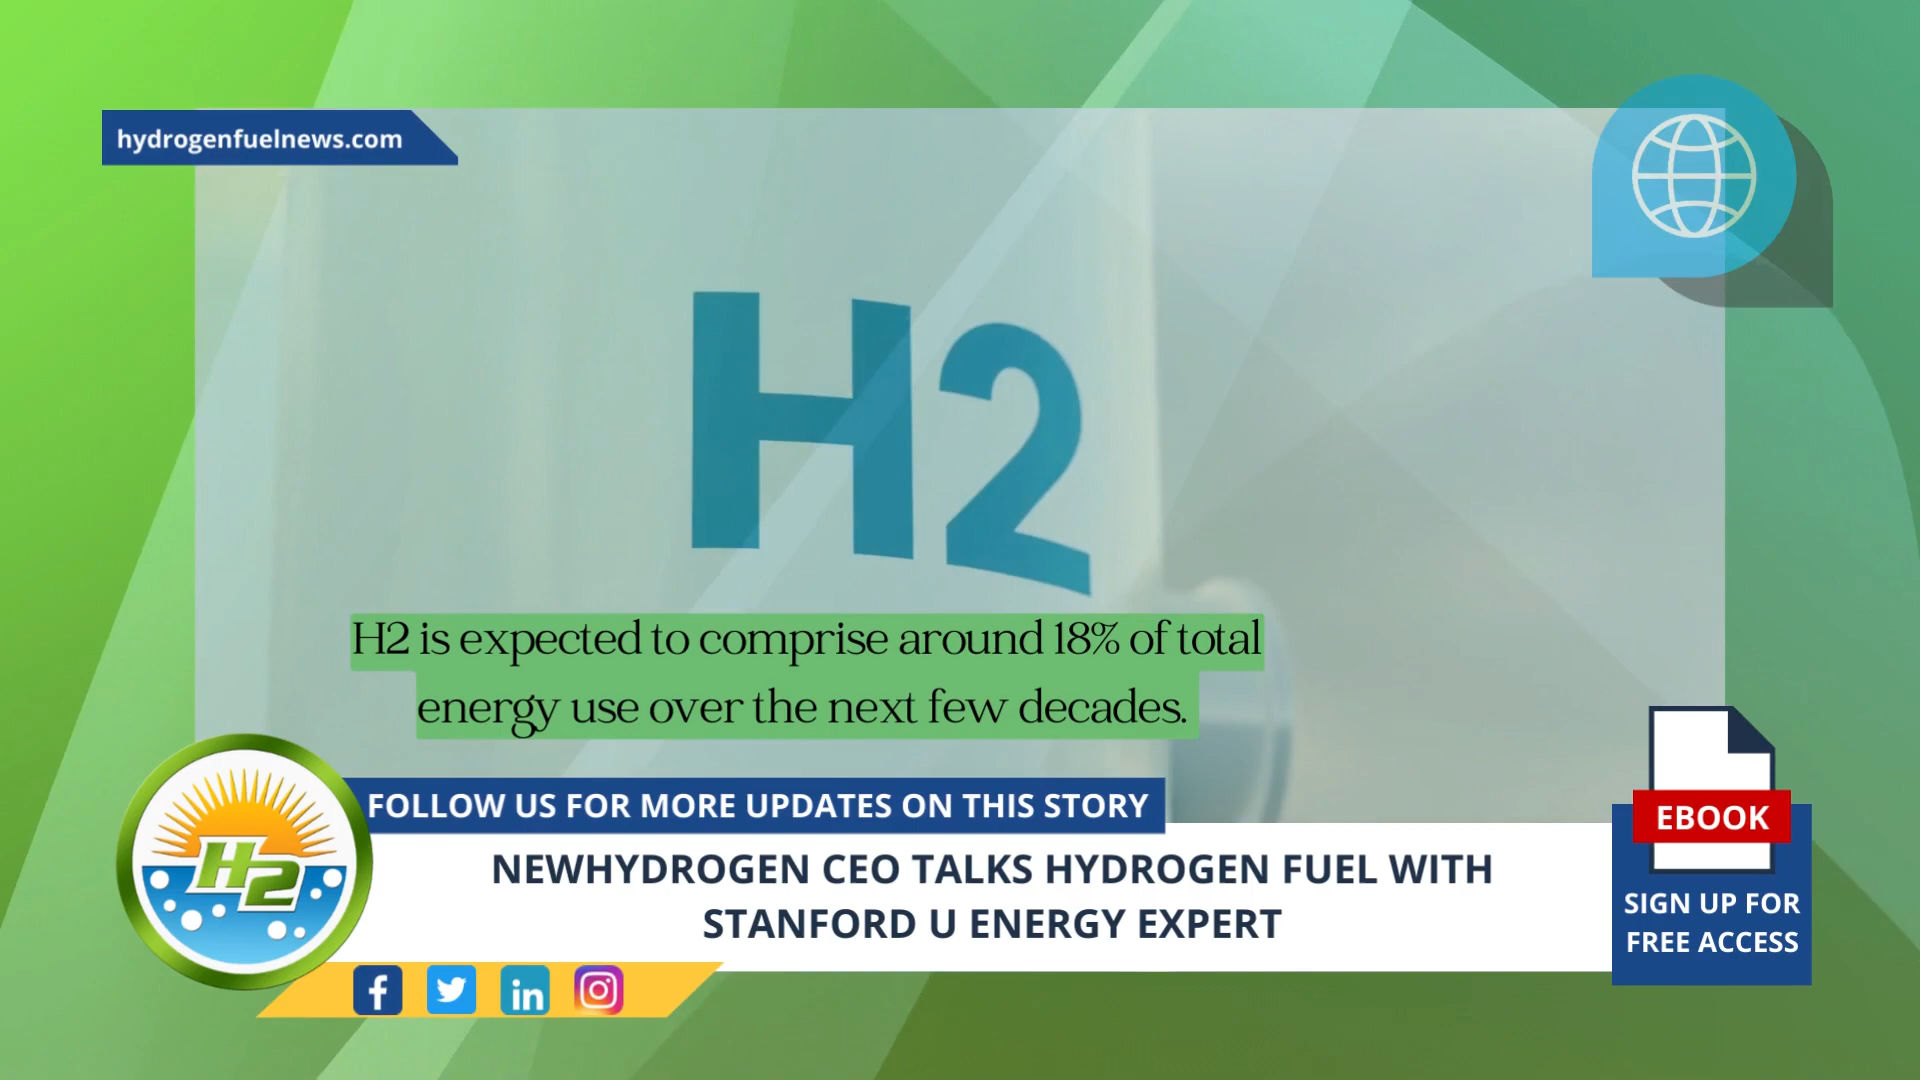 hydrogenfuelnews.com
H2
H2 is expected to comprise around 18% of total
energy use over the next few decades.
FOLLOW US FOR MORE UPDATES ON THIS STORY
H2
NEWHYDROGEN CEO TALKS HYDROGEN FUEL WITH
STANFORD U ENERGY EXPERT
EBOOK
SIGN UP FOR
FREE ACCESS